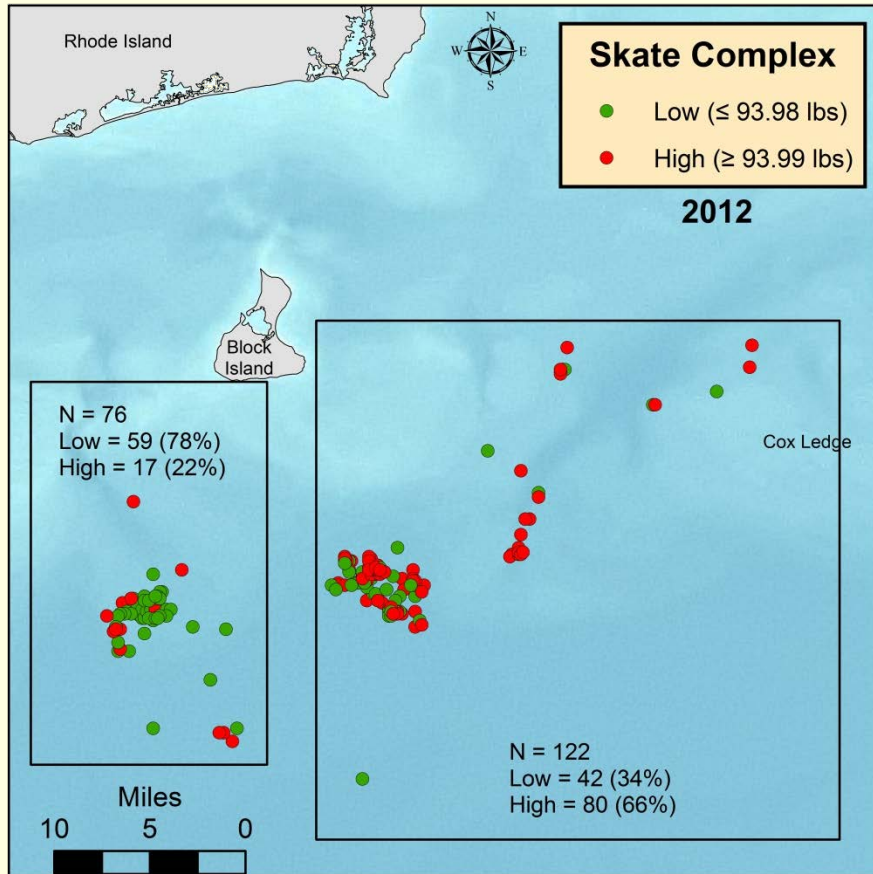 Rhode Island
N
W
E
S
Skate Complex
Low (≤ 93.98 lbs)
High (≥ 93.99 lbs)
2012
Block
Island
N = 76
Low = 59 (78%)
High = 17 (22%)
Cox Ledge
N = 122
Low = 42 (34%)
High = 80 (66%)
Miles
10 5 0